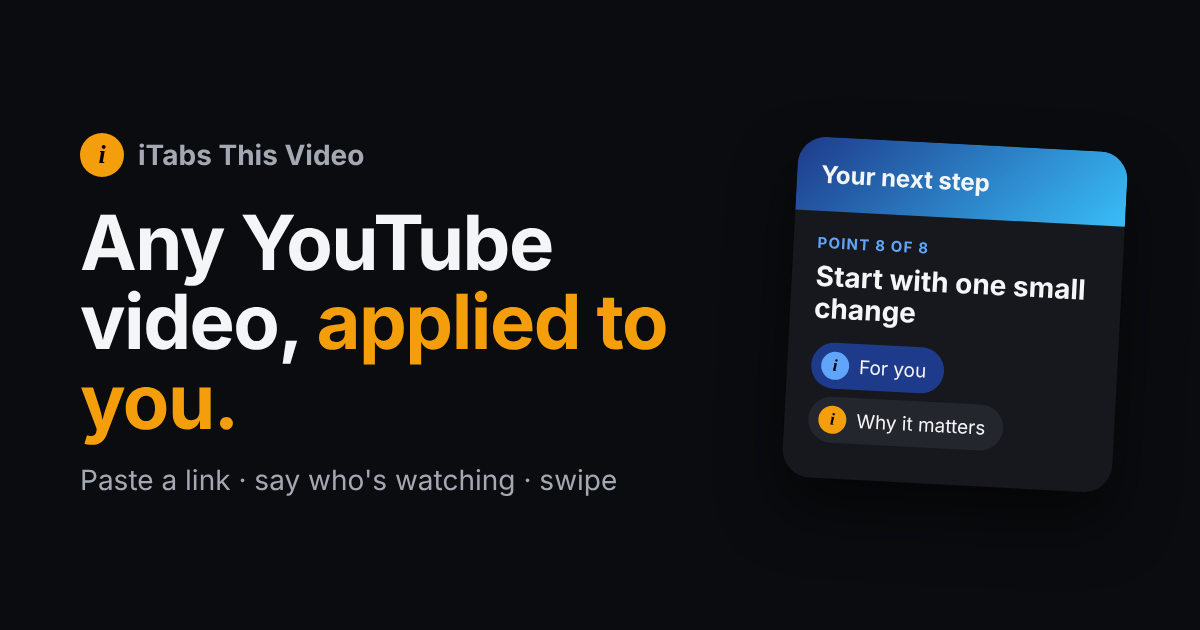 i iTabs This Video
Any YouTube
video, applied to
you.
Paste a link · say who's watching · swipe
Your next step
POINT 8 OF 8
Start with one small
change
i For you
i Why it matters